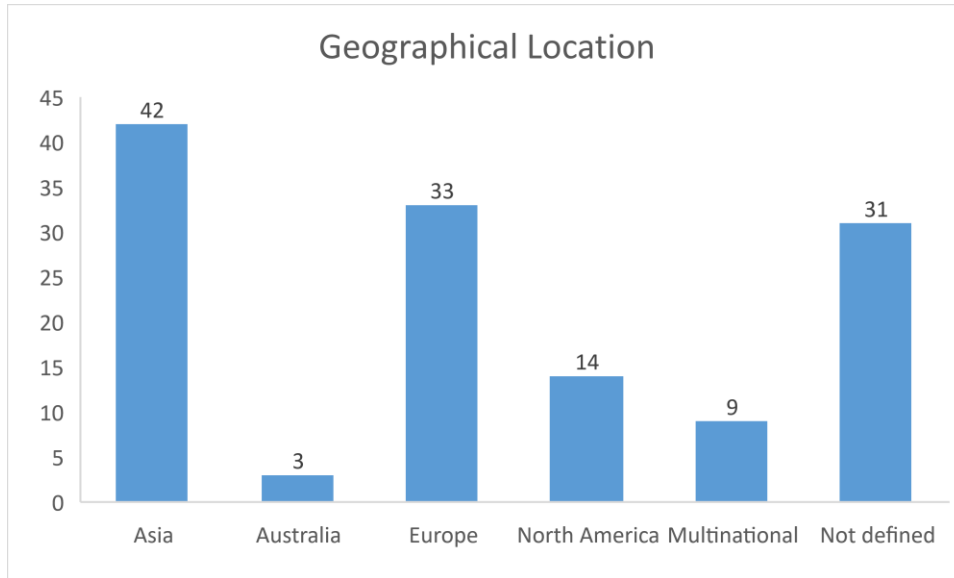 Geographical Location
45
40
35
30
25
20
15
10
5
0
42
3
33
14
9
31
Asia
Australia
Europe
North America
Multinational
Not defined